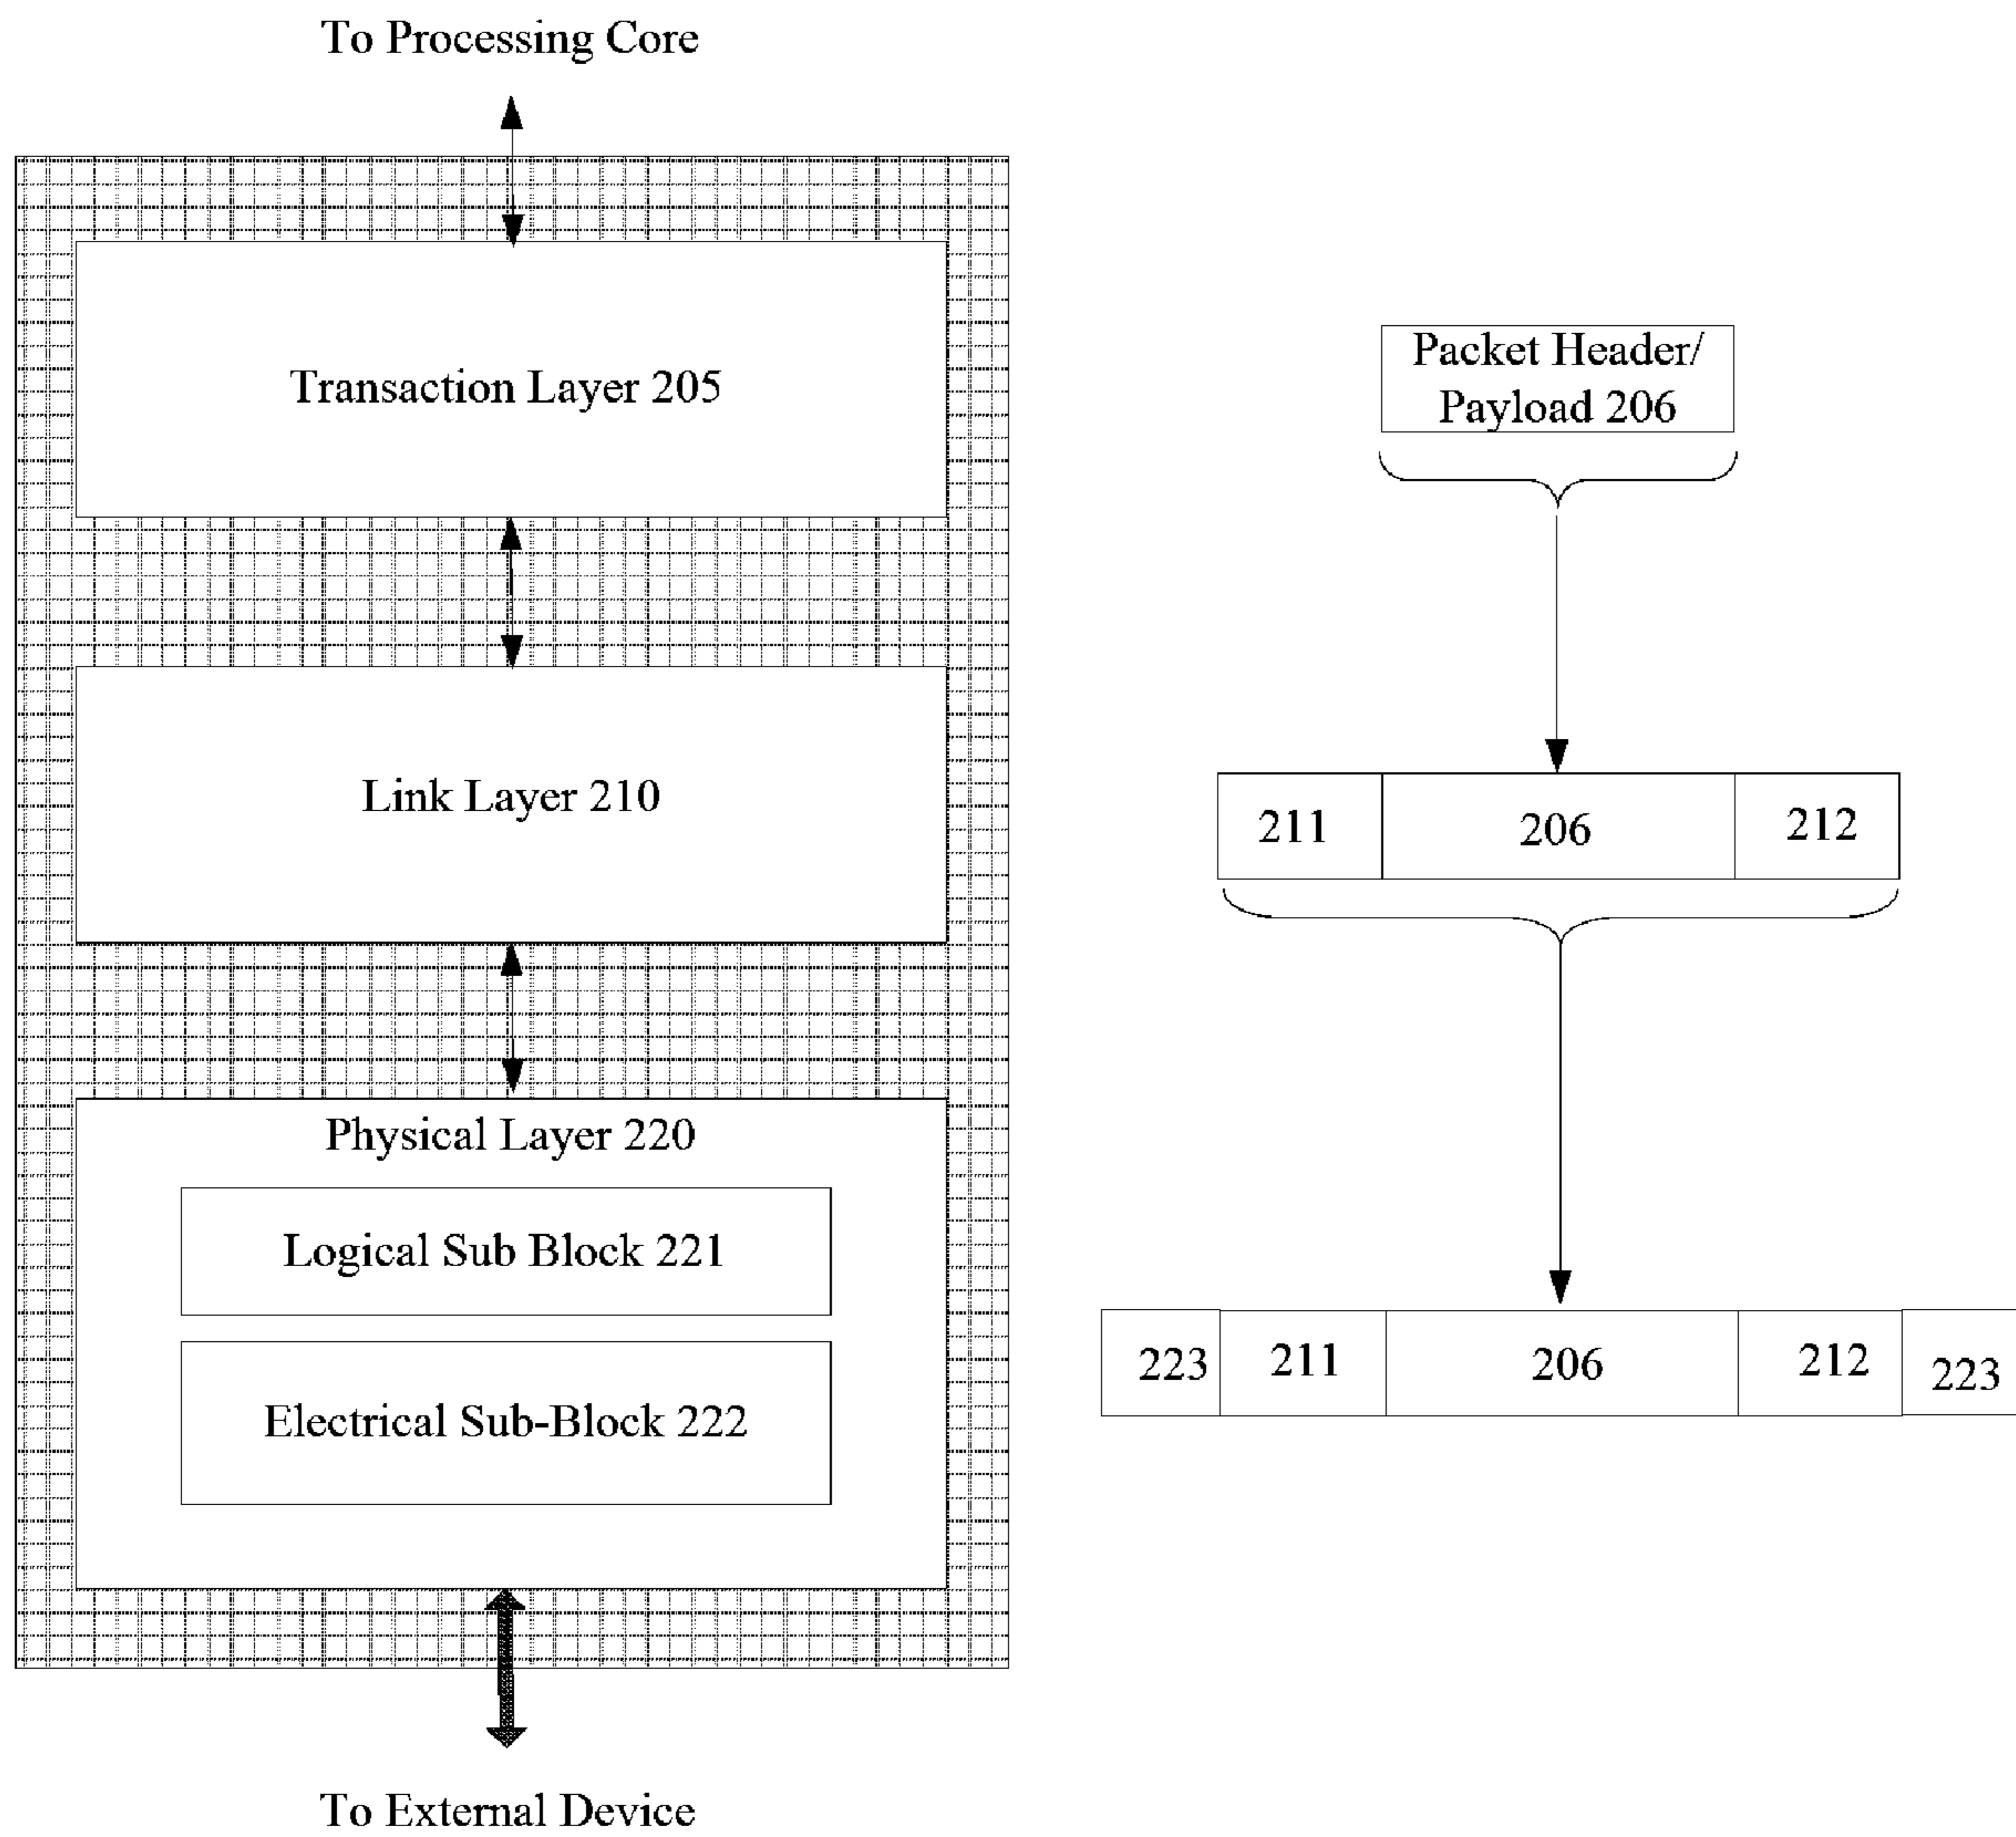 To Processing Core
Transaction Layer 205
Link Layer 210
Physical Layer 220
Logical Sub Block 221
Electrical Sub-Block 222
To External Device
Packet Header/
Payload 206
211 206 212
223 211 206 212 223